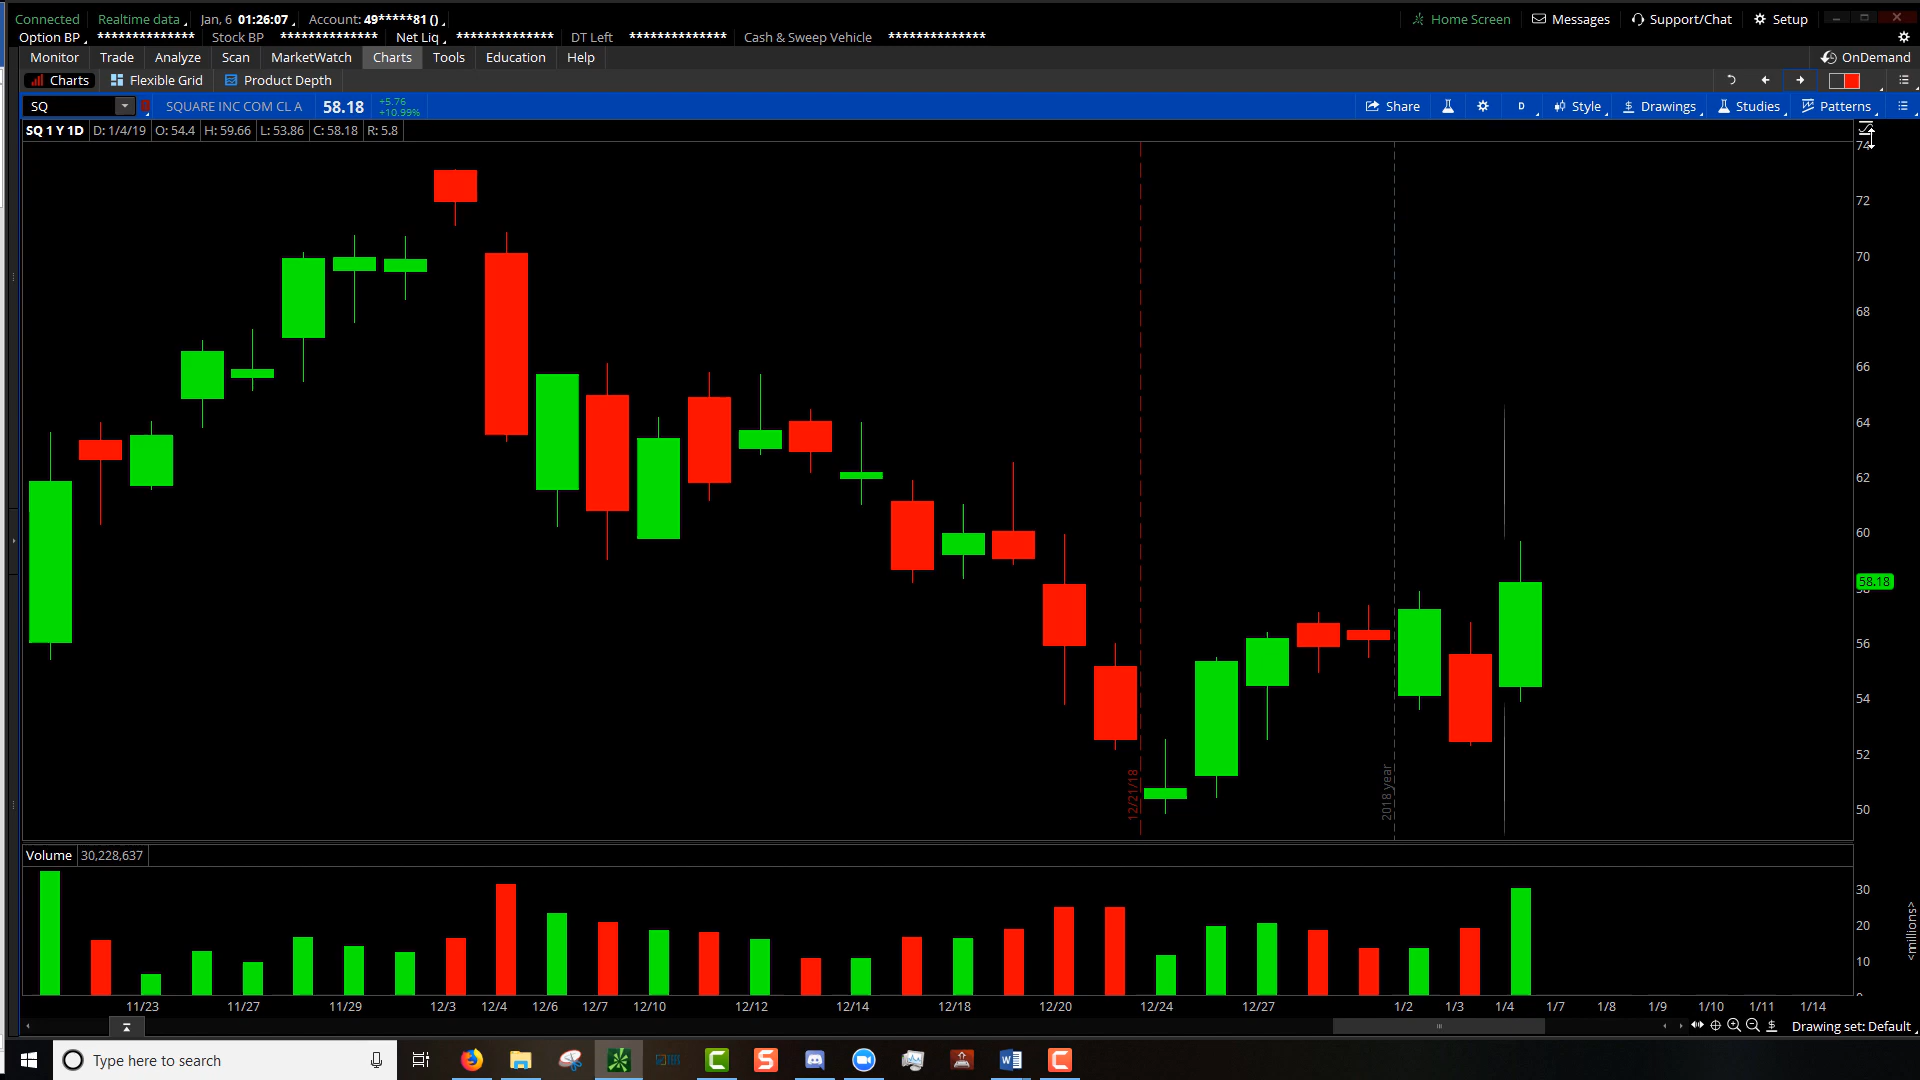 Connected Realtime data Jan, 6 01:26:07 Account: 49*****81 () Home Screen Messages Support/Chat Setup
Option BP ************** Stock BP ************** Net Liq ************** DT Left ************** Cash & Sweep Vehicle **************
Monitor Trade Analyze Scan MarketWatch Charts Tools Education Help OnDemand
Charts Flexible Grid Product Depth
SQ SQUARE INC COM CL A 58.18 +5.76 Share D Style Drawings Studies Patterns
+10.99%
SQ 1 Y 1D D: 1/4/19 O: 54.4 H: 59.66 L: 53.86 C: 58.18 R: 5.8
74
72
70
68
66
64
62
60
58.18
58
56
54
52
50
12/21/18
2018 year
Volume 30,228,637
30
20
10
<millions>
11/23 11/27 11/29 12/3 12/4 12/6 12/7 12/10 12/12 12/14 12/18 12/20 12/24 12/27 1/2 1/3 1/4 1/7 1/8 1/9 1/10 1/11 1/14
Drawing set: Default
Type here to search